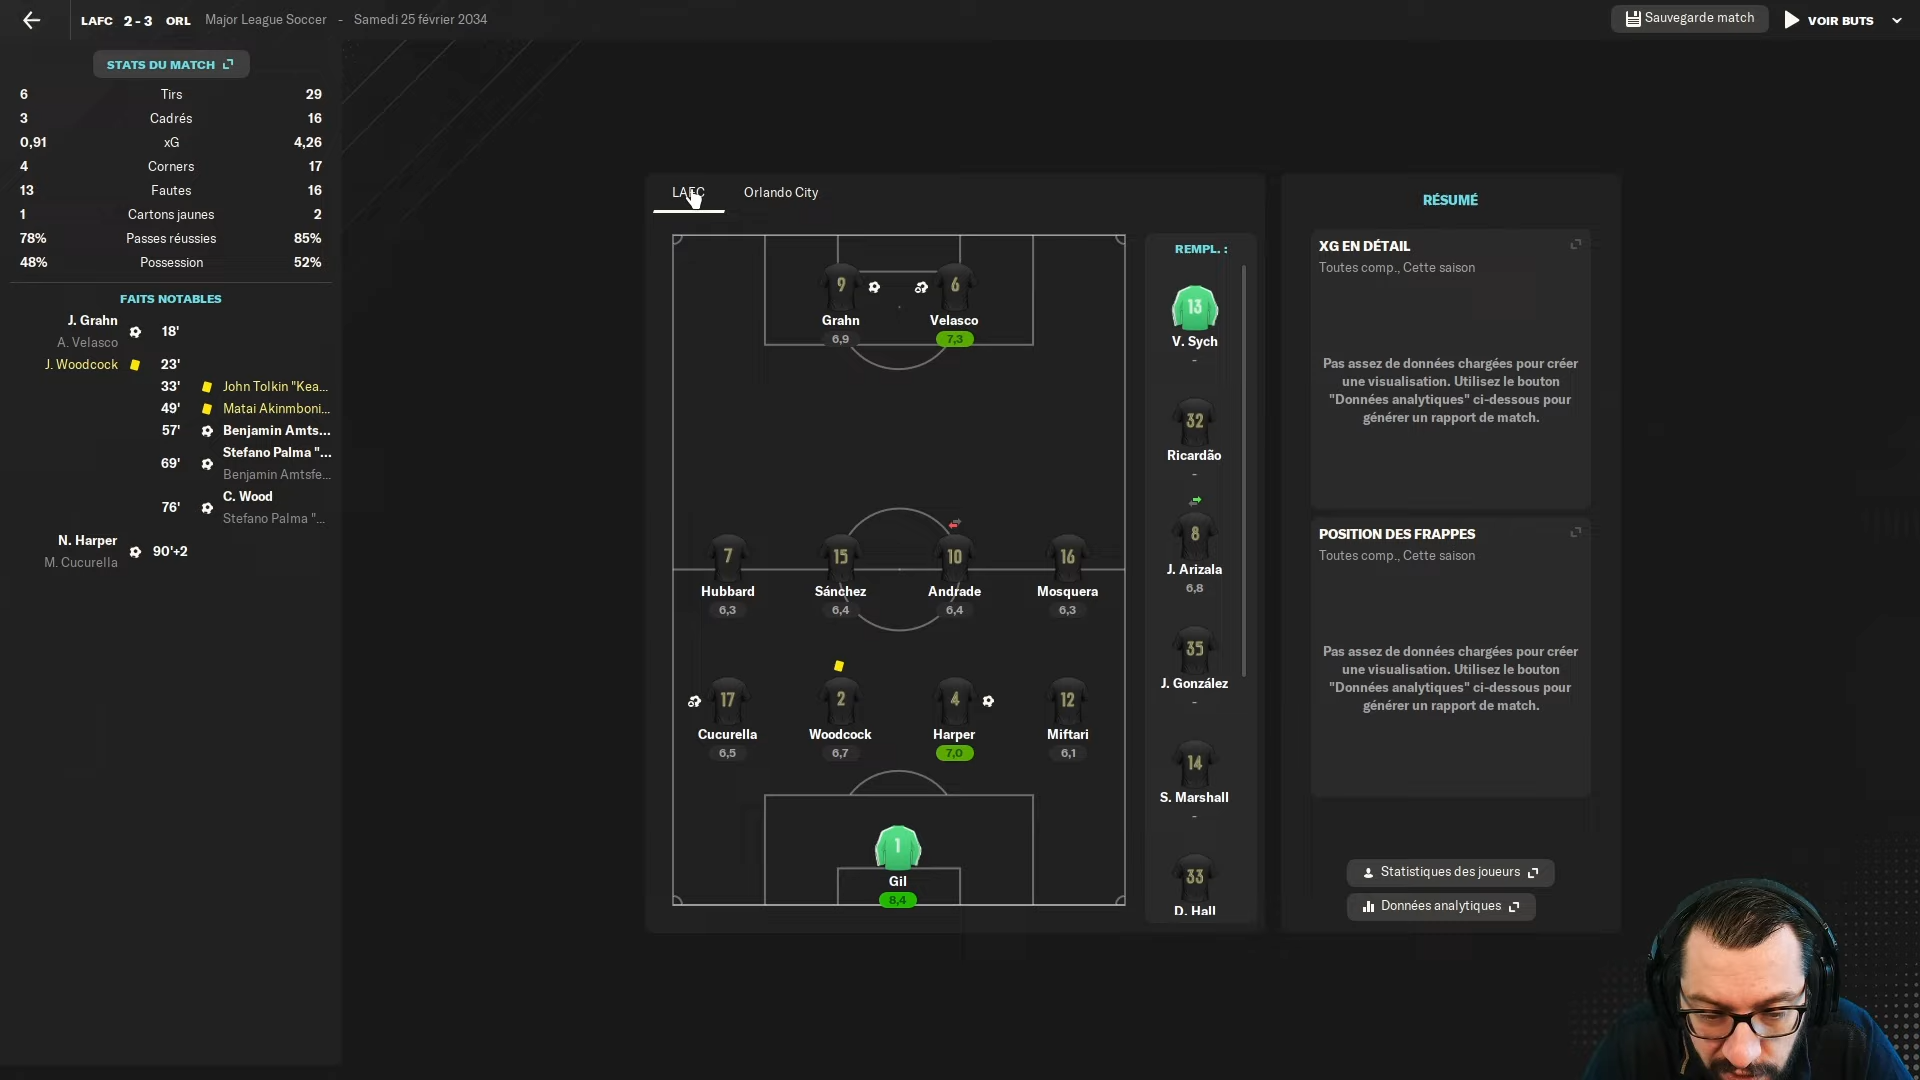 LAFC 2 - 3 ORL Major League Soccer - Samedi 25 février 2034
Sauvegarde match
VOIR BUTS
STATS DU MATCH
6 Tirs 29
3 Cadrés 16
0,91 xG 4,26
4 Corners 17
13 Fautes 16
1 Cartons jaunes 2
78% Passes réussies 85%
48% Possession 52%
FAITS NOTABLES
J. Grahn 18'
A. Velasco
J. Woodcock 23'
33' John Tolkin "Kea...
49' Matai Akinmboni...
57' Benjamin Amts...
69' Stefano Palma "...
Benjamin Amtsfe...
76' C. Wood
Stefano Palma "...
N. Harper 90'+2
M. Cucurella
LAFC Orlando City
9 6
Grahn Velasco
6,9 7,3
7 15 10 16
Hubbard Sánchez Andrade Mosquera
6,3 6,4 6,4 6,3
17 2 4 12
Cucurella Woodcock Harper Miftari
6,5 6,7 7,0 6,1
1
Gil
8,4
REMPL. :
13
V. Sych
-
32
Ricardão
-
8
J. Arizala
6,8
35
J. González
-
14
S. Marshall
-
33
D. Hall
RÉSUMÉ
XG EN DÉTAIL
Toutes comp., Cette saison
Pas assez de données chargées pour créer
une visualisation. Utilisez le bouton
"Données analytiques" ci-dessous pour
générer un rapport de match.
POSITION DES FRAPPES
Toutes comp., Cette saison
Pas assez de données chargées pour créer
une visualisation. Utilisez le bouton
"Données analytiques" ci-dessous pour
générer un rapport de match.
Statistiques des joueurs
Données analytiques